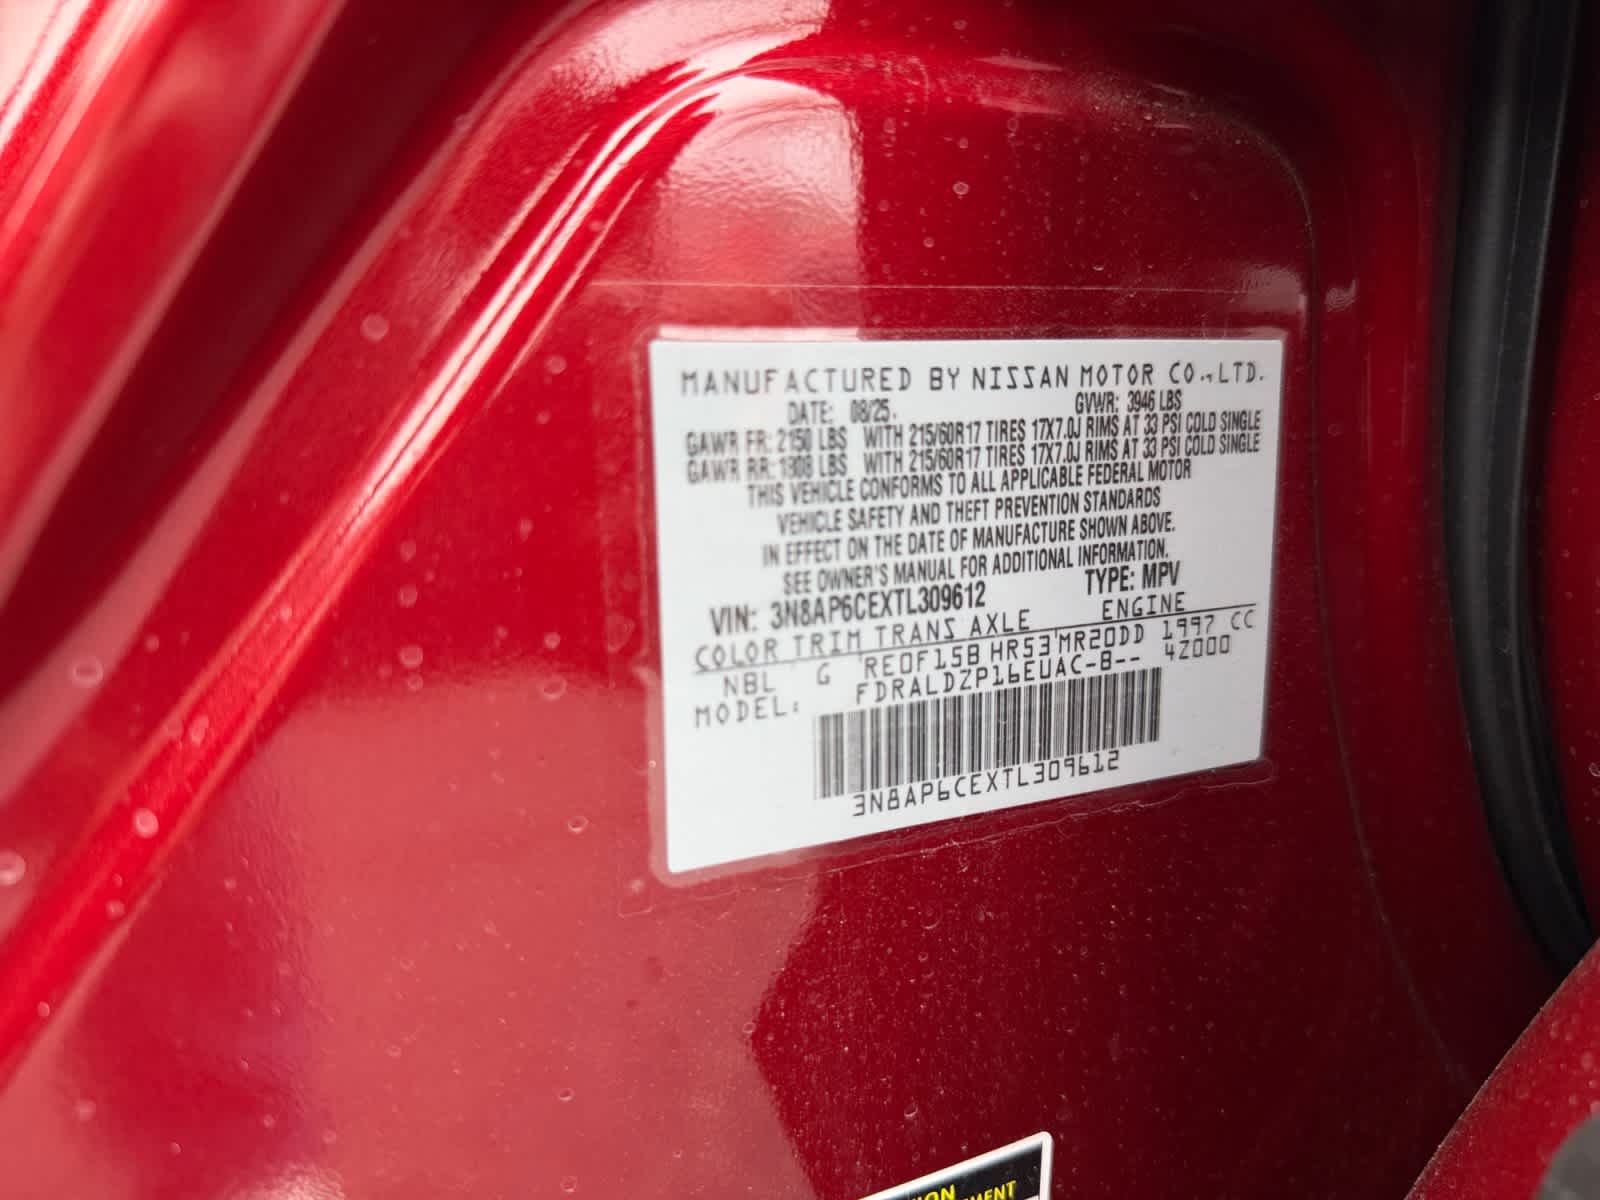 MANUFACTURED BY NISSAN MOTOR CO.,LTD.
DATE: 08/25. GVWR: 3946 LBS
GAWR FR: 2150 LBS WITH 215/60R17 TIRES 17X7.0J RIMS AT 33 PSI COLD SINGLE
GAWR RR: 1808 LBS WITH 215/60R17 TIRES 17X7.0J RIMS AT 33 PSI COLD SINGLE
THIS VEHICLE CONFORMS TO ALL APPLICABLE FEDERAL MOTOR
VEHICLE SAFETY AND THEFT PREVENTION STANDARDS
IN EFFECT ON THE DATE OF MANUFACTURE SHOWN ABOVE.
SEE OWNER'S MANUAL FOR ADDITIONAL INFORMATION.
VIN: 3N8AP6CEXTL309612 TYPE: MPV
COLOR TRIM TRANS AXLE ENGINE
NBL G RE0F15B HR53 MR20DD 1997 CC
MODEL: FDRALDZP16EUAC-B-- 4Z000
3N8AP6CEXTL309612